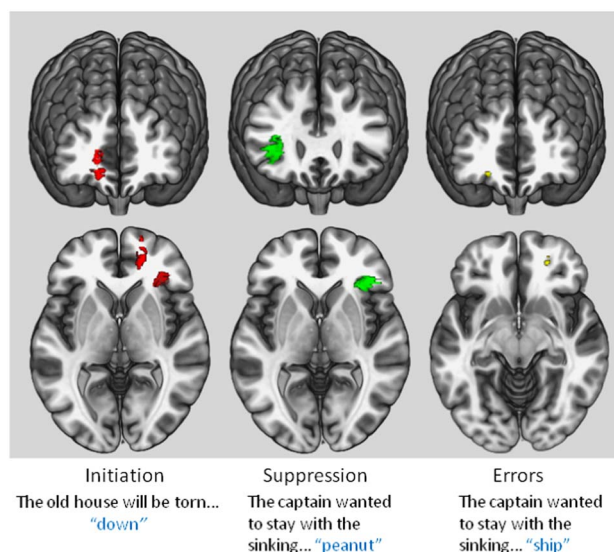 Initiation
Suppression
Errors
The old house will be torn...
“down”
The captain wanted
to stay with the
sinking... “peanut”
The captain wanted
to stay with the
sinking... “ship”